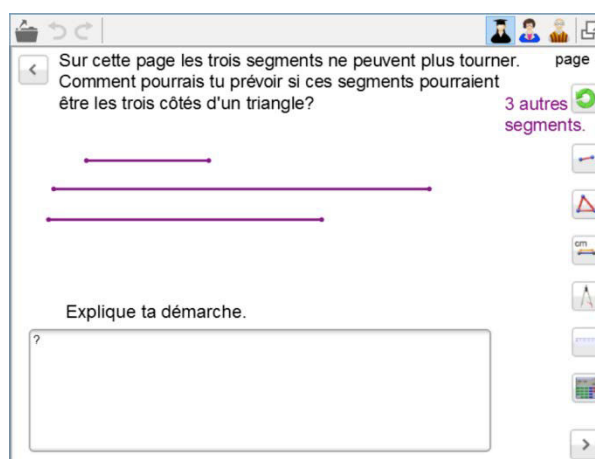 Sur cette page les trois segments ne peuvent plus tourner.
page
Comment pourrais tu prévoir si ces segments pourraient
être les trois côtés d'un triangle?
3 autres
segments.
cm
Explique ta démarche.
?